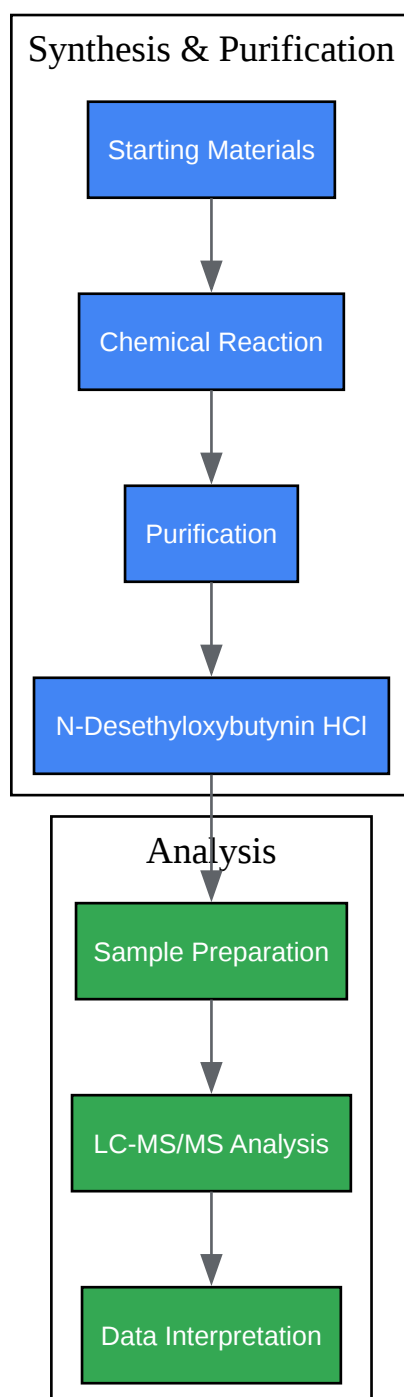 Synthesis & Purification
Starting Materials
Chemical Reaction
Purification
N-Desethyloxybutynin HCl
Analysis
Sample Preparation
LC-MS/MS Analysis
Data Interpretation